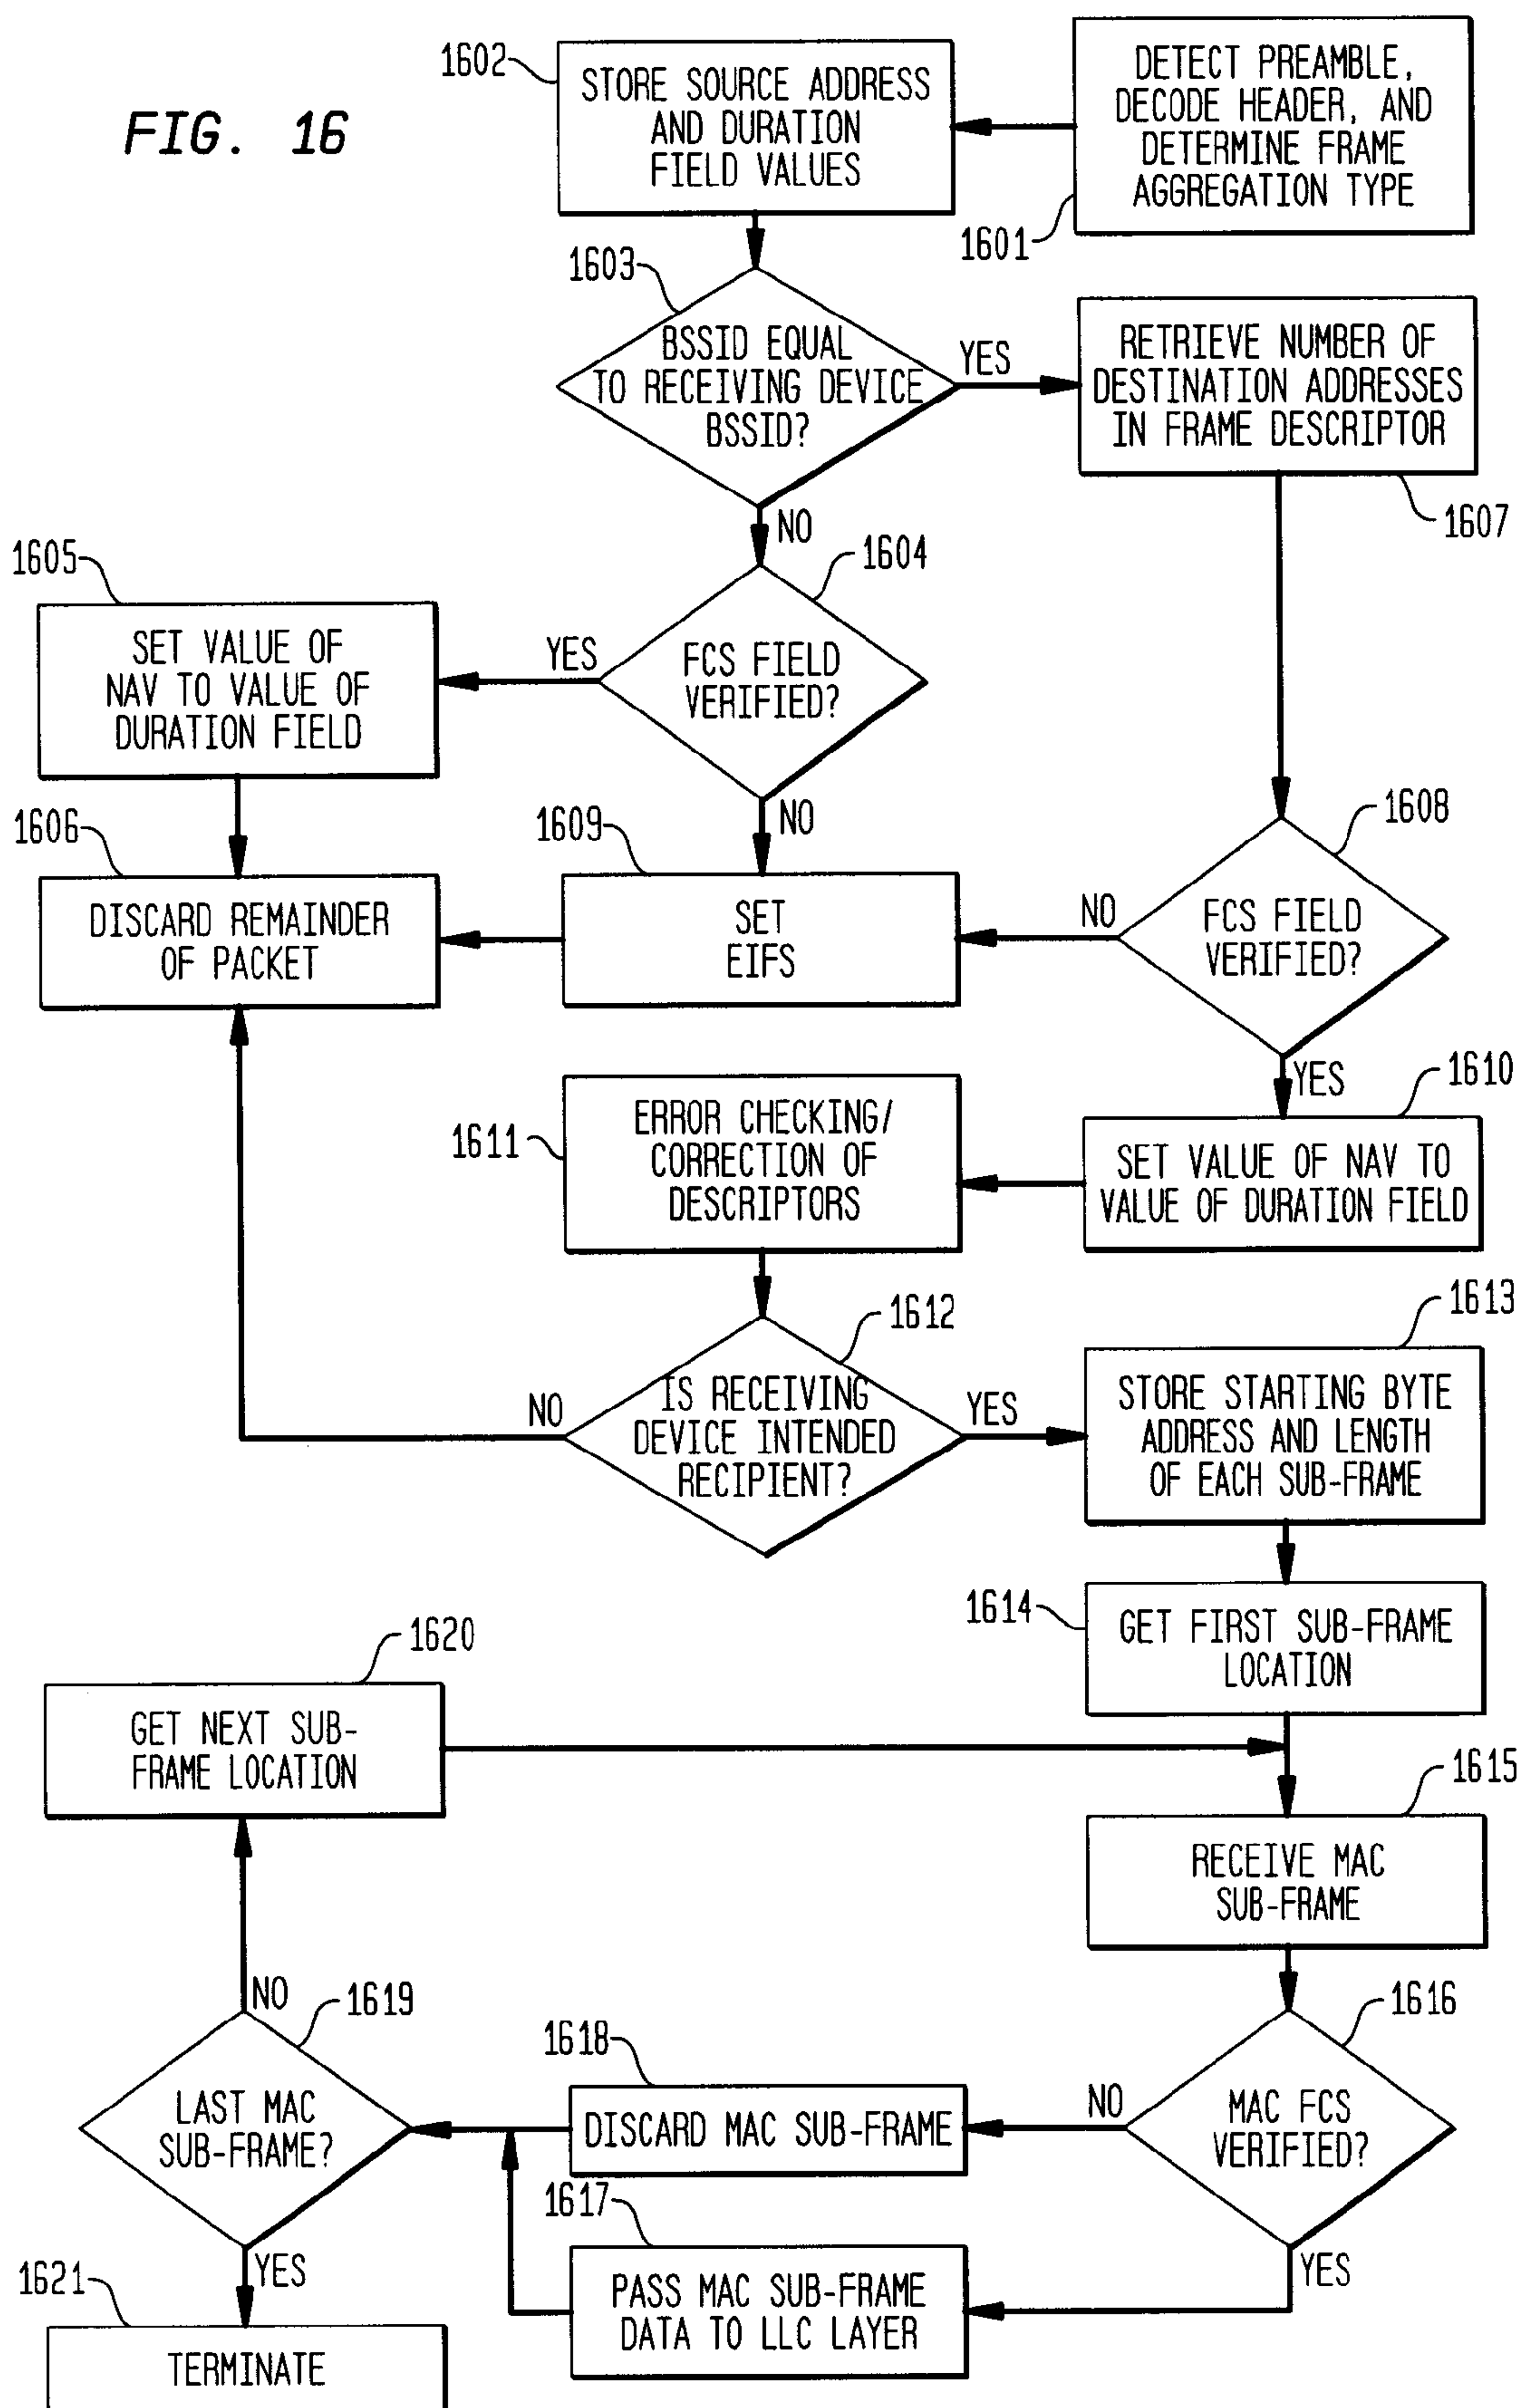 FIG. 16
1602
STORE SOURCE ADDRESS
AND DURATION
FIELD VALUES
DETECT PREAMBLE,
DECODE HEADER, AND
DETERMINE FRAME
AGGREGATION TYPE
1601
1603
BSSID EQUAL
TO RECEIVING DEVICE
BSSID?
YES
NO
RETRIEVE NUMBER OF
DESTINATION ADDRESSES
IN FRAME DESCRIPTOR
1607
1604
FCS FIELD
VERIFIED?
YES
NO
1605
SET VALUE OF
NAV TO VALUE OF
DURATION FIELD
1606
DISCARD REMAINDER
OF PACKET
1609
SET
EIFS
1608
FCS FIELD
VERIFIED?
NO
YES
1610
SET VALUE OF NAV TO
VALUE OF DURATION FIELD
1611
ERROR CHECKING/
CORRECTION OF
DESCRIPTORS
1612
IS RECEIVING
DEVICE INTENDED
RECIPIENT?
NO
YES
1613
STORE STARTING BYTE
ADDRESS AND LENGTH
OF EACH SUB-FRAME
1614
GET FIRST SUB-FRAME
LOCATION
1620
GET NEXT SUB-
FRAME LOCATION
1615
RECEIVE MAC
SUB-FRAME
1616
MAC FCS
VERIFIED?
NO
YES
1618
DISCARD MAC SUB-FRAME
1617
PASS MAC SUB-FRAME
DATA TO LLC LAYER
1619
LAST MAC
SUB-FRAME?
NO
YES
1621
TERMINATE